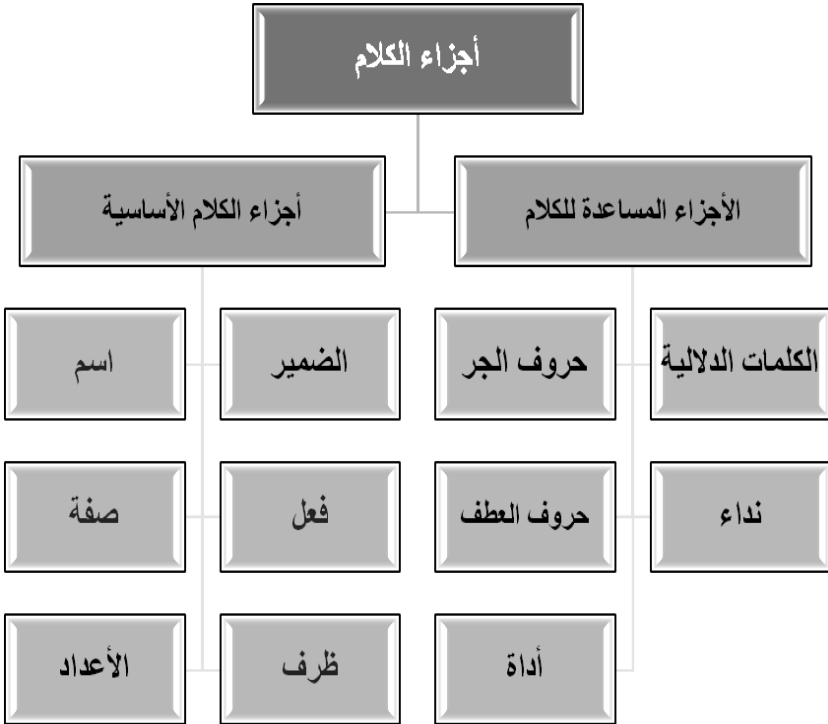 أجزاء الكلام
الأجزاء المساعدة للكلام
أجزاء الكلام الأساسية
الكلمات الدلالية
حروف الجر
الضمير
اسم
نداء
حروف العطف
فعل
صفة
أداة
ظرف
الأعداد